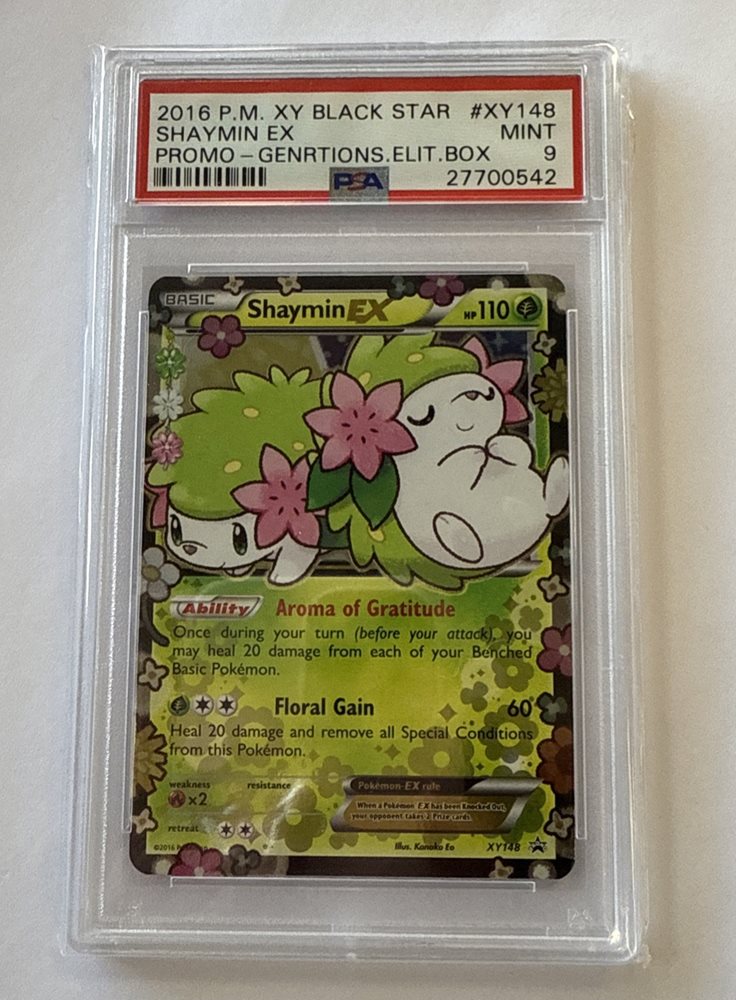 2016 P.M. XY BLACK STAR #XY148
SHAYMIN EX MINT
PROMO - GENRTIONS.ELIT.BOX 9
PSA 27700542
BASIC Shaymin EX HP110
Ability Aroma of Gratitude
Once during your turn (before your attack), you
may heal 20 damage from each of your Benched
Basic Pokémon.
Floral Gain 60
Heal 20 damage and remove all Special Conditions
from this Pokémon.
weakness resistance Pokémon-EX rule
×2 When a Pokémon-EX has been Knocked Out,
your opponent takes 2 Prize cards.
retreat
©2016 Illus. Kanako Eo XY148